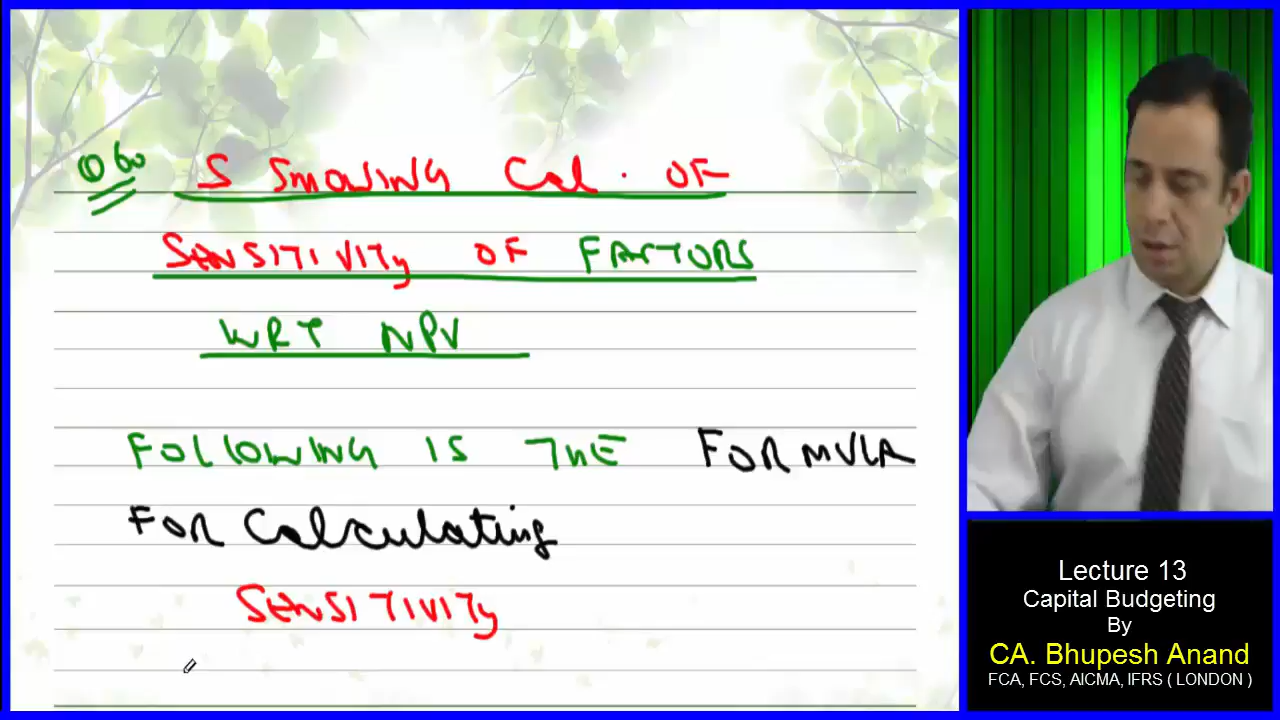 Q 60 S SHOWING Cal. OF
SENSITIVITY OF FACTORS
WRT NPV
FOLLOWING IS THE FORMULA
FOR Calculating
SENSITIVITY
Lecture 13
Capital Budgeting
By
CA. Bhupesh Anand
FCA, FCS, AICMA, IFRS ( LONDON )